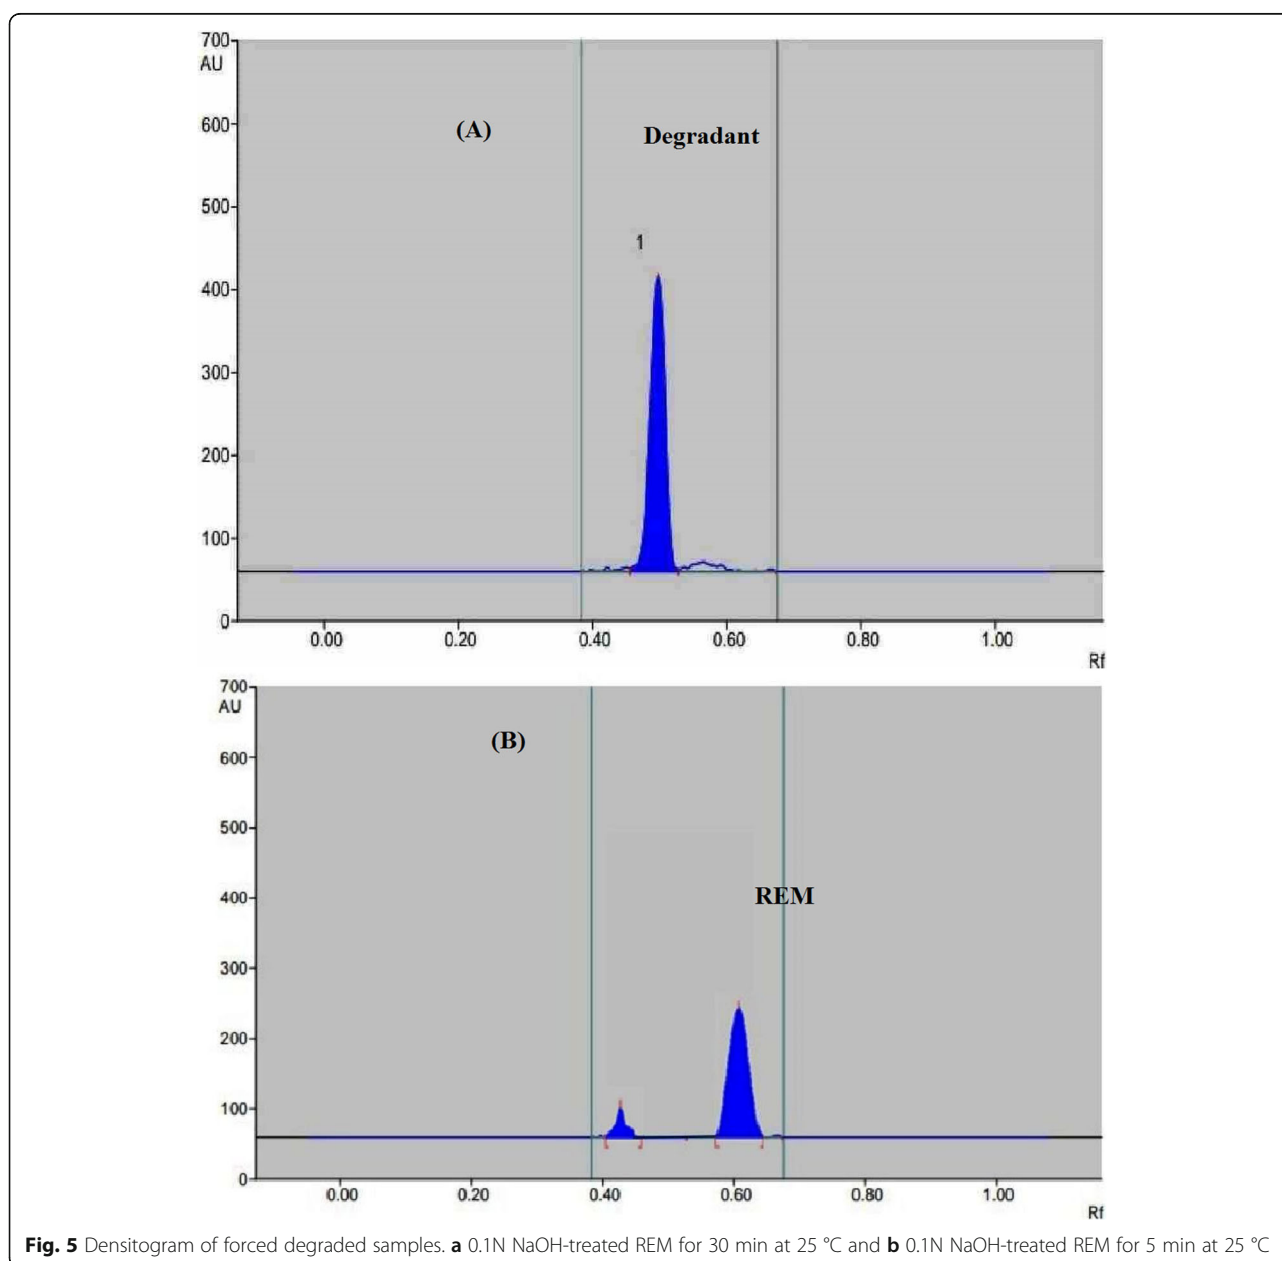 700
AU
(A)
Degradant
600
500
1
400
300
200
100
0
0.00 0.20 0.40 0.60 0.80 1.00
Rf
700
AU
(B)
600
500
400
REM
300
200
100
0
0.00 0.20 0.40 0.60 0.80 1.00
Rf
Fig. 5 Densitogram of forced degraded samples. a 0.1N NaOH-treated REM for 30 min at 25 °C and b 0.1N NaOH-treated REM for 5 min at 25 °C